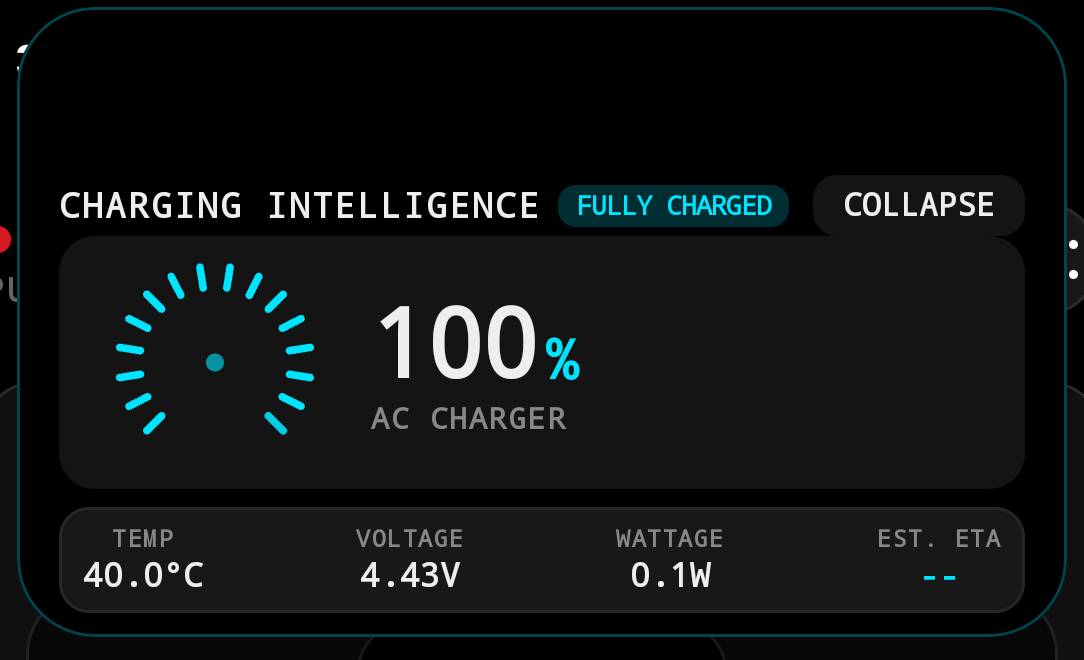 CHARGING INTELLIGENCE FULLY CHARGED COLLAPSE
100%
AC CHARGER
TEMP VOLTAGE WATTAGE EST. ETA
40.0°C 4.43V 0.1W --